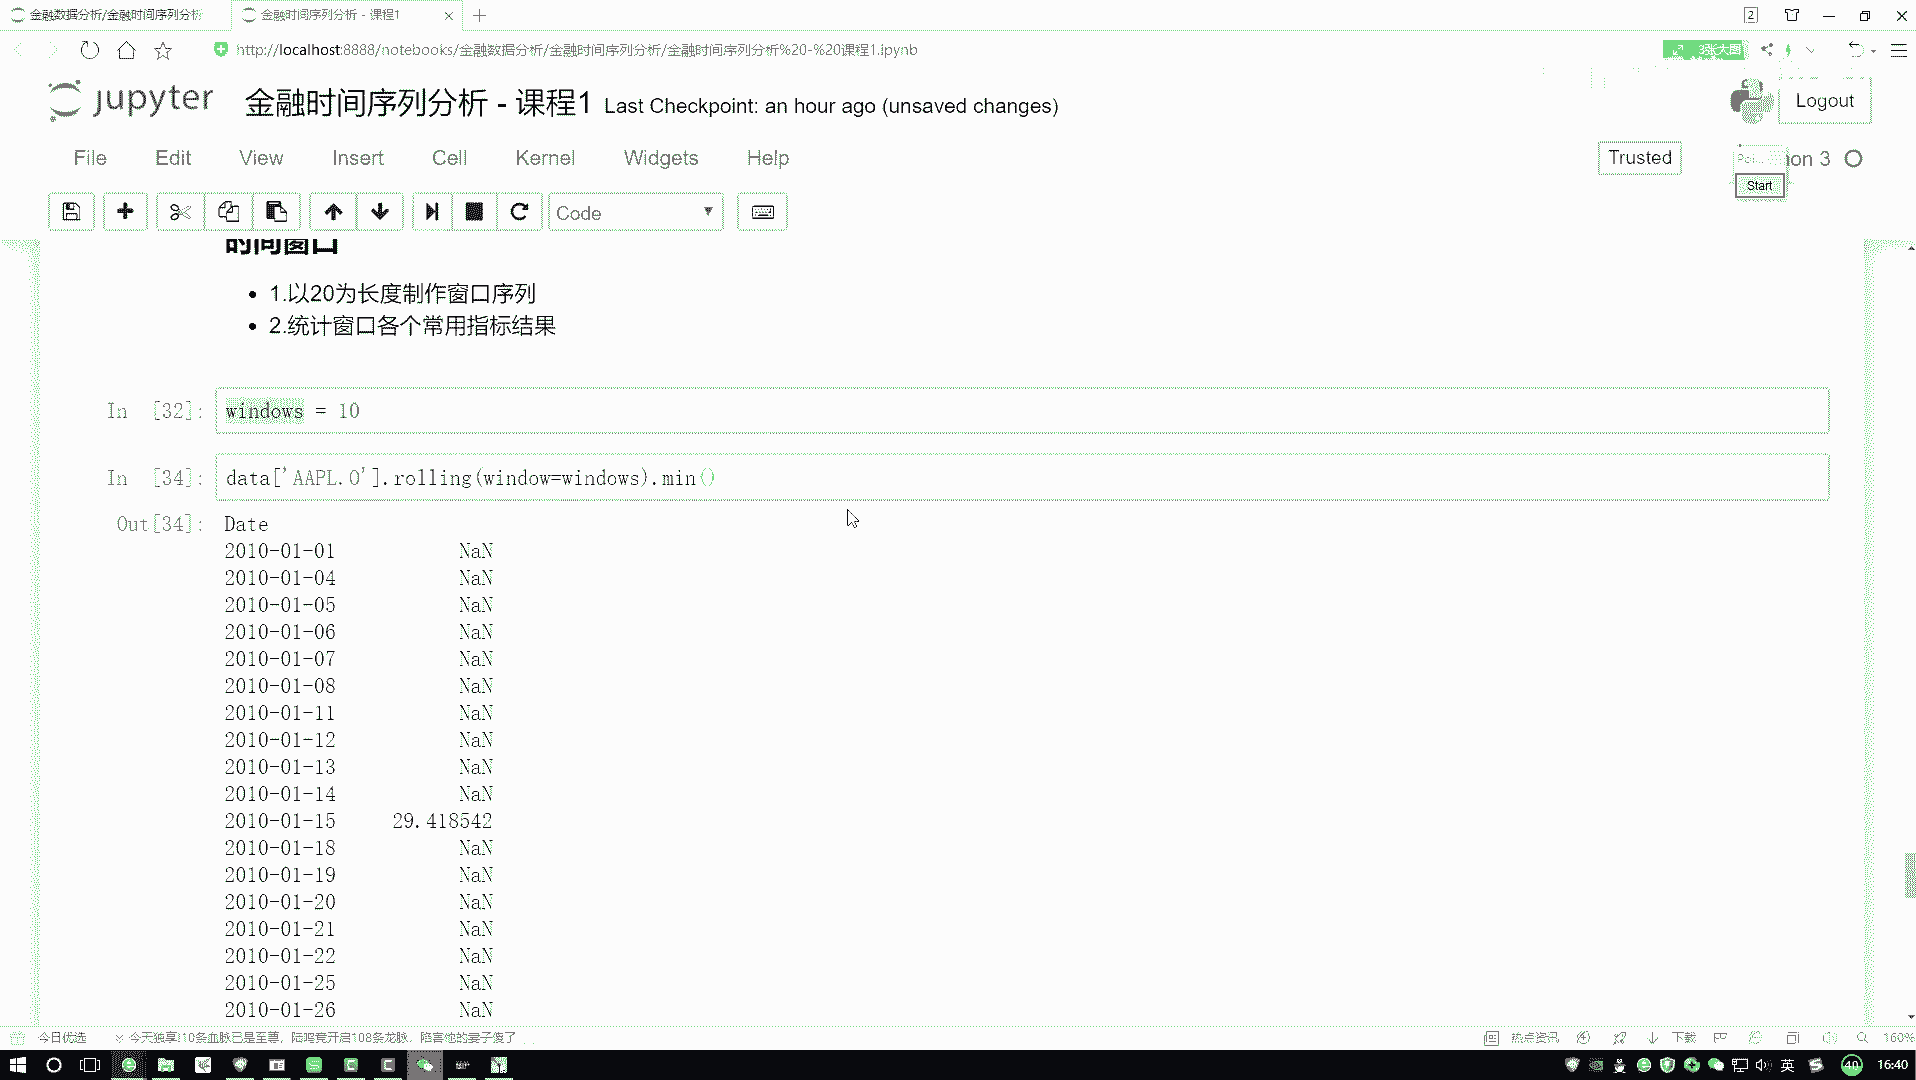 金融数据分析/金融时间序列分析
金融时间序列分析 - 课程1
2
http://localhost:8888/notebooks/金融数据分析/金融时间序列分析/金融时间序列分析%20-%20课程1.ipynb
3张大图
jupyter 金融时间序列分析 - 课程1 Last Checkpoint: an hour ago (unsaved changes)
Logout
File Edit View Insert Cell Kernel Widgets Help
Trusted
on 3
Start
Code
时间窗口
• 1.以20为长度制作窗口序列
• 2.统计窗口各个常用指标结果
In [32]: windows = 10
In [34]: data['AAPL.O'].rolling(window=windows).min()
Out[34]: Date
2010-01-01 NaN
2010-01-04 NaN
2010-01-05 NaN
2010-01-06 NaN
2010-01-07 NaN
2010-01-08 NaN
2010-01-11 NaN
2010-01-12 NaN
2010-01-13 NaN
2010-01-14 NaN
2010-01-15 29.418542
2010-01-18 NaN
2010-01-19 NaN
2010-01-20 NaN
2010-01-21 NaN
2010-01-22 NaN
2010-01-25 NaN
2010-01-26 NaN
今日优选
今天独享!10条血脉已是至尊，陆鸣竟开启108条龙脉，陷害他的妻子傻了
热点资讯
下载
160%
英
40
16:40